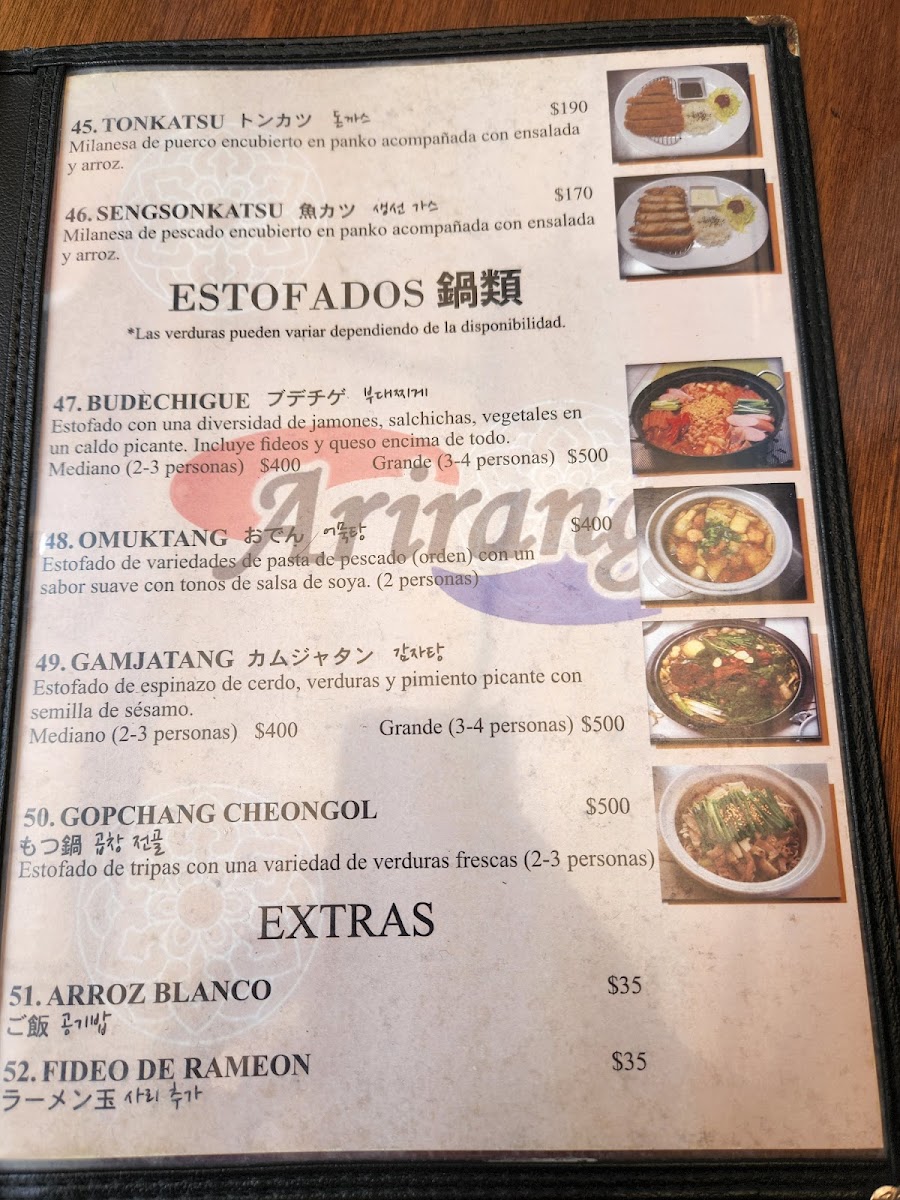 45. TONKATSU トンカツ 돈까스 $190
Milanesa de puerco encubierto en panko acompañada con ensalada
y arroz.
46. SENGSONKATSU 魚カツ 생선 가스 $170
Milanesa de pescado encubierto en panko acompañada con ensalada
y arroz.
ESTOFADOS 鍋類
*Las verduras pueden variar dependiendo de la disponibilidad.
47. BUDECHIGUE ブデチゲ 부대찌게
Estofado con una diversidad de jamones, salchichas, vegetales en
un caldo picante. Incluye fideos y queso encima de todo.
Mediano (2-3 personas) $400 Grande (3-4 personas) $500
Arirang
48. OMUKTANG おでん 어묵탕 $400
Estofado de variedades de pasta de pescado (orden) con un
sabor suave con tonos de salsa de soya. (2 personas)
49. GAMJATANG カムジャタン 감자탕
Estofado de espinazo de cerdo, verduras y pimiento picante con
semilla de sésamo.
Mediano (2-3 personas) $400 Grande (3-4 personas) $500
50. GOPCHANG CHEONGOL $500
もつ鍋 곱창 전골
Estofado de tripas con una variedad de verduras frescas (2-3 personas)
EXTRAS
51. ARROZ BLANCO $35
ご飯 공기밥
52. FIDEO DE RAMEON $35
ラーメン玉 사리 추가